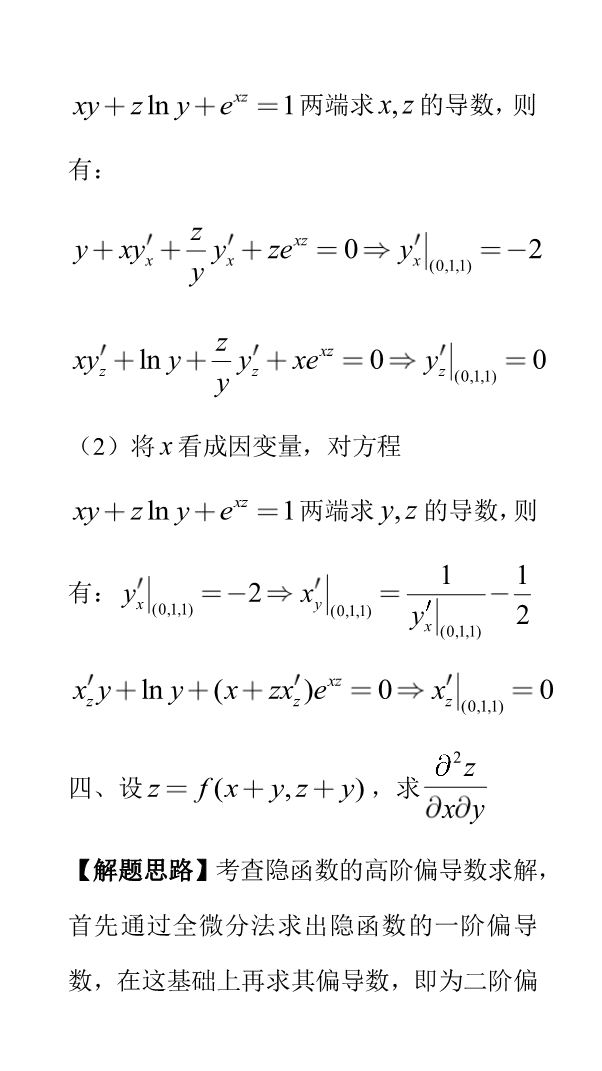 $xy + z\ln y + e^{xz} = 1$两端求$x, z$的导数，则
有：
$y + xy'_x + \frac{z}{y}y'_x + ze^{xz} = 0 \Rightarrow y'_x|_{(0,1,1)} = -2$
$xy'_z + \ln y + \frac{z}{y}y'_z + xe^{xz} = 0 \Rightarrow y'_z|_{(0,1,1)} = 0$
（2）将$x$看成因变量，对方程
$xy + z\ln y + e^{xz} = 1$两端求$y, z$的导数，则
有：$y'_x|_{(0,1,1)} = -2 \Rightarrow x'_y|_{(0,1,1)} = \frac{1}{y'_x|_{(0,1,1)}} - \frac{1}{2}$
$x'_z y + \ln y + (x + zx'_z)e^{xz} = 0 \Rightarrow x'_z|_{(0,1,1)} = 0$
四、设$z = f(x+y, z+y)$，求$\frac{\partial^2 z}{\partial x \partial y}$
【解题思路】考查隐函数的高阶偏导数求解，
首先通过全微分法求出隐函数的一阶偏导
数，在这基础上再求其偏导数，即为二阶偏